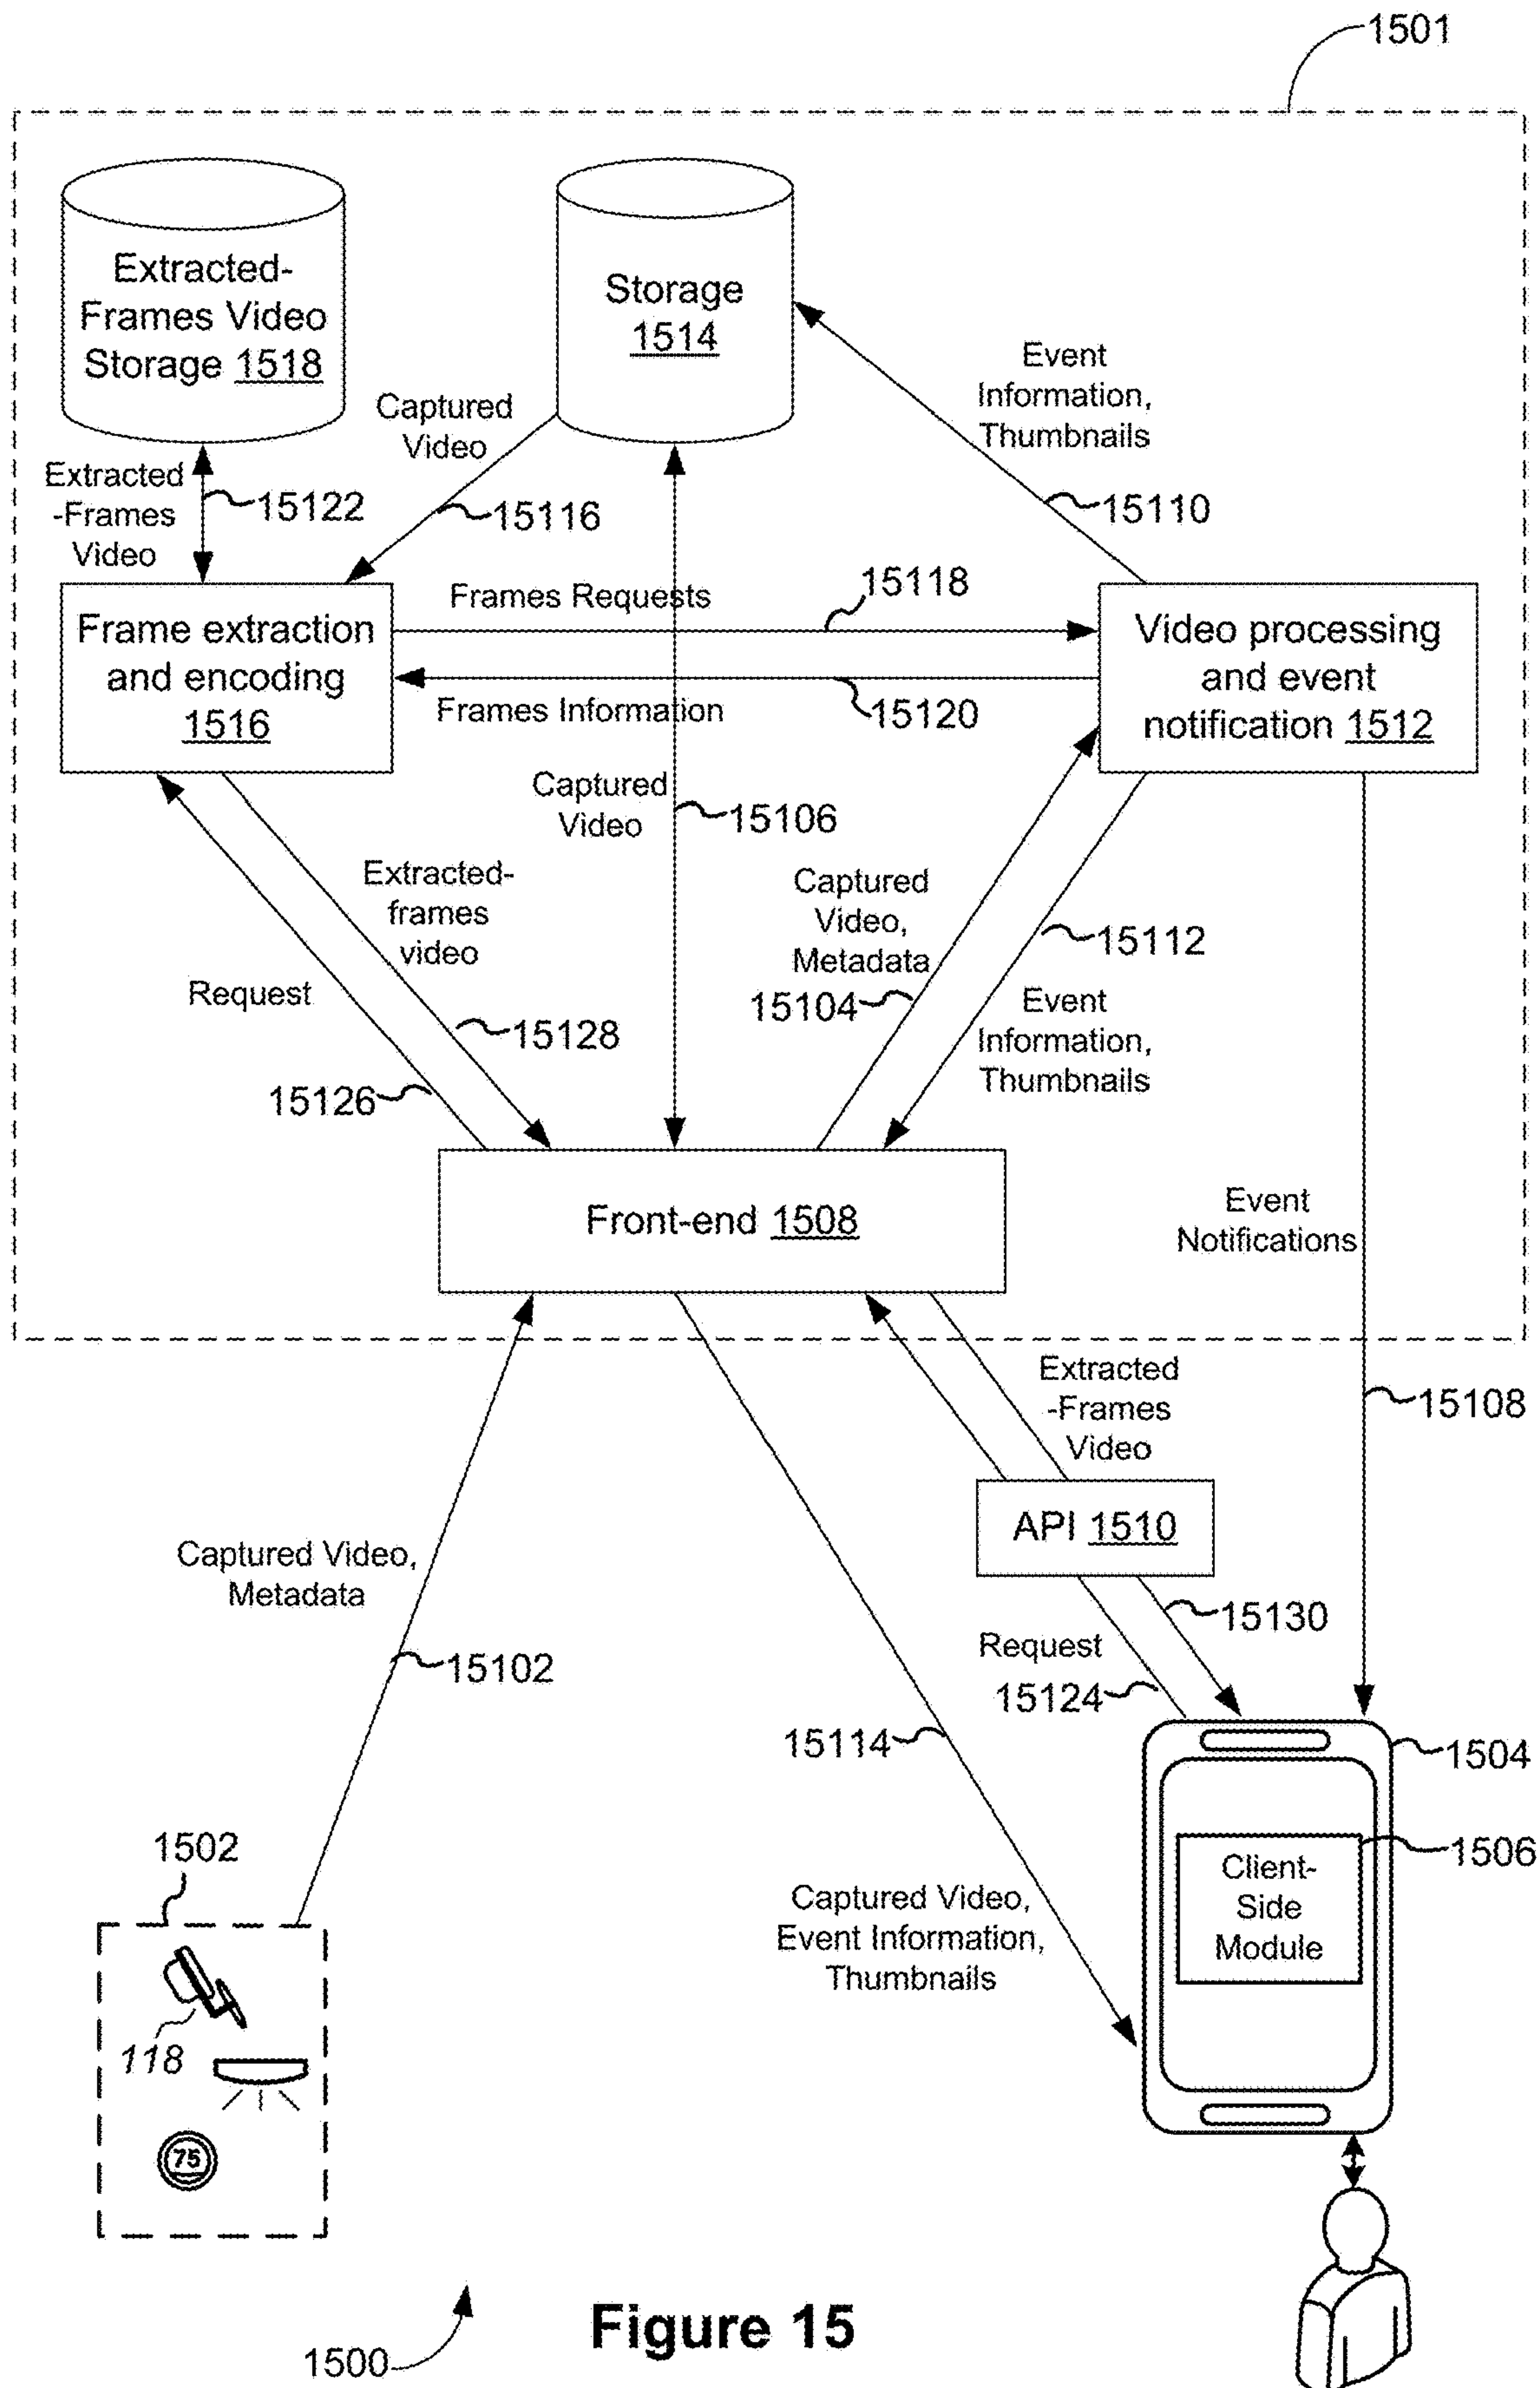 1501
Extracted-
Frames Video
Storage 1518
Storage
1514
Event
Information,
Thumbnails
Captured
Video
Extracted
-Frames
Video
15122
15116
15110
Frames Requests
15118
Frame extraction
and encoding
1516
Video processing
and event
notification 1512
Frames Information
15120
Captured
Video
15106
Extracted-
frames
video
Captured
Video,
Metadata
15104
15112
Request
Event
Information,
Thumbnails
15128
15126
Front-end 1508
Event
Notifications
Extracted
-Frames
Video
15108
API 1510
Captured Video,
Metadata
15102
15130
Request
15124
15114
1504
1502
1506
Client-
Side
Module
Captured Video,
Event Information,
Thumbnails
118
75
Figure 15
1500